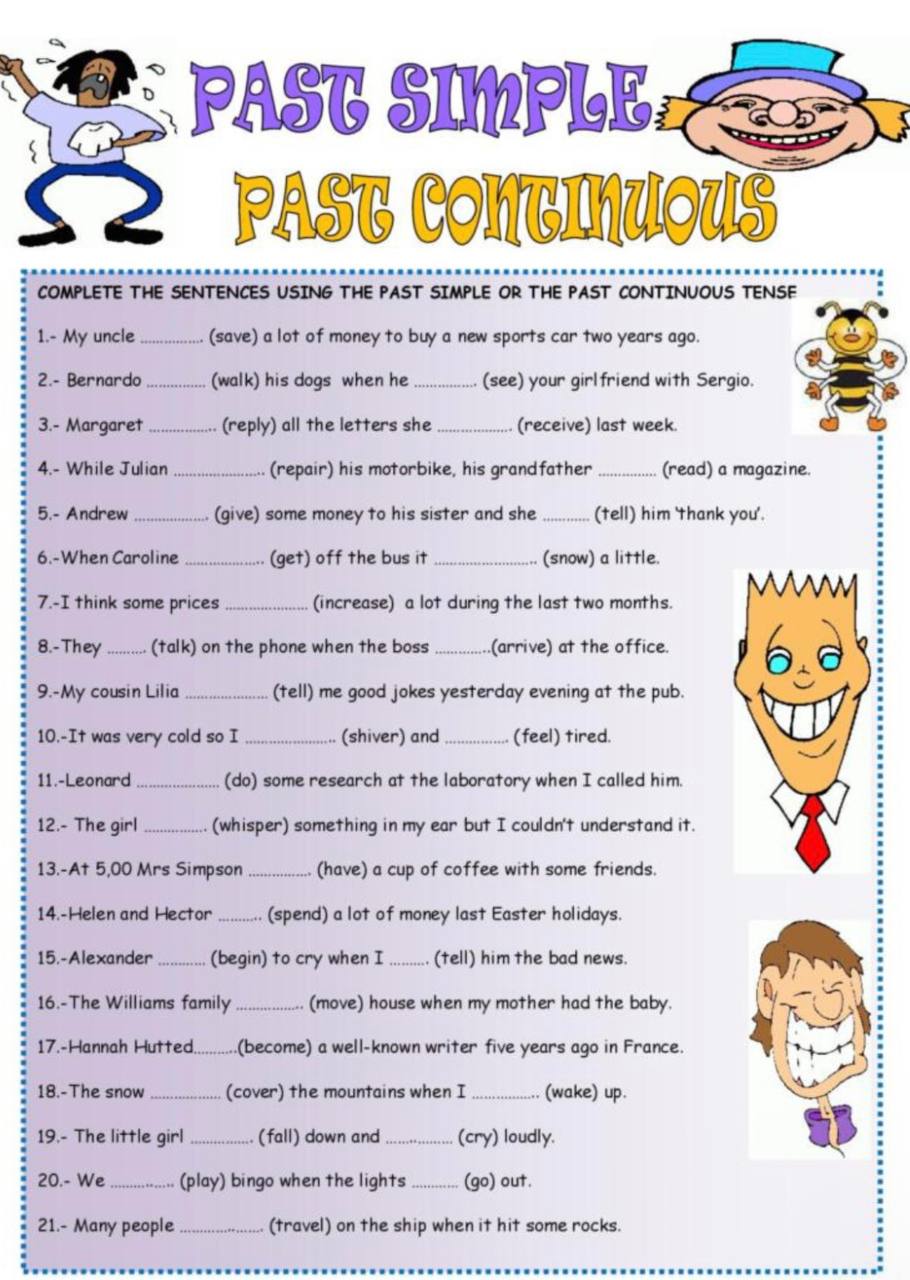 PAST SIMPLE
PAST CONTINUOUS
COMPLETE THE SENTENCES USING THE PAST SIMPLE OR THE PAST CONTINUOUS TENSE
1.- My uncle ............... (save) a lot of money to buy a new sports car two years ago.
2.- Bernardo .............. (walk) his dogs when he ............... (see) your girlfriend with Sergio.
3.- Margaret ................ (reply) all the letters she .................. (receive) last week.
4.- While Julian ...................... (repair) his motorbike, his grandfather .............. (read) a magazine.
5.- Andrew .................. (give) some money to his sister and she ........... (tell) him 'thank you'.
6.-When Caroline ................... (get) off the bus it ......................... (snow) a little.
7.-I think some prices .................... (increase) a lot during the last two months.
8.-They ......... (talk) on the phone when the boss .............(arrive) at the office.
9.-My cousin Lilia .................... (tell) me good jokes yesterday evening at the pub.
10.-It was very cold so I ...................... (shiver) and ............... (feel) tired.
11.-Leonard .................... (do) some research at the laboratory when I called him.
12.- The girl ............... (whisper) something in my ear but I couldn't understand it.
13.-At 5,00 Mrs Simpson ............... (have) a cup of coffee with some friends.
14.-Helen and Hector .......... (spend) a lot of money last Easter holidays.
15.-Alexander ........... (begin) to cry when I ......... (tell) him the bad news.
16.-The Williams family ................ (move) house when my mother had the baby.
17.-Hannah Hutted..........(become) a well-known writer five years ago in France.
18.-The snow ................. (cover) the mountains when I ................ (wake) up.
19.- The little girl ............... (fall) down and ................ (cry) loudly.
20.- We ............... (play) bingo when the lights ........... (go) out.
21.- Many people .................... (travel) on the ship when it hit some rocks.